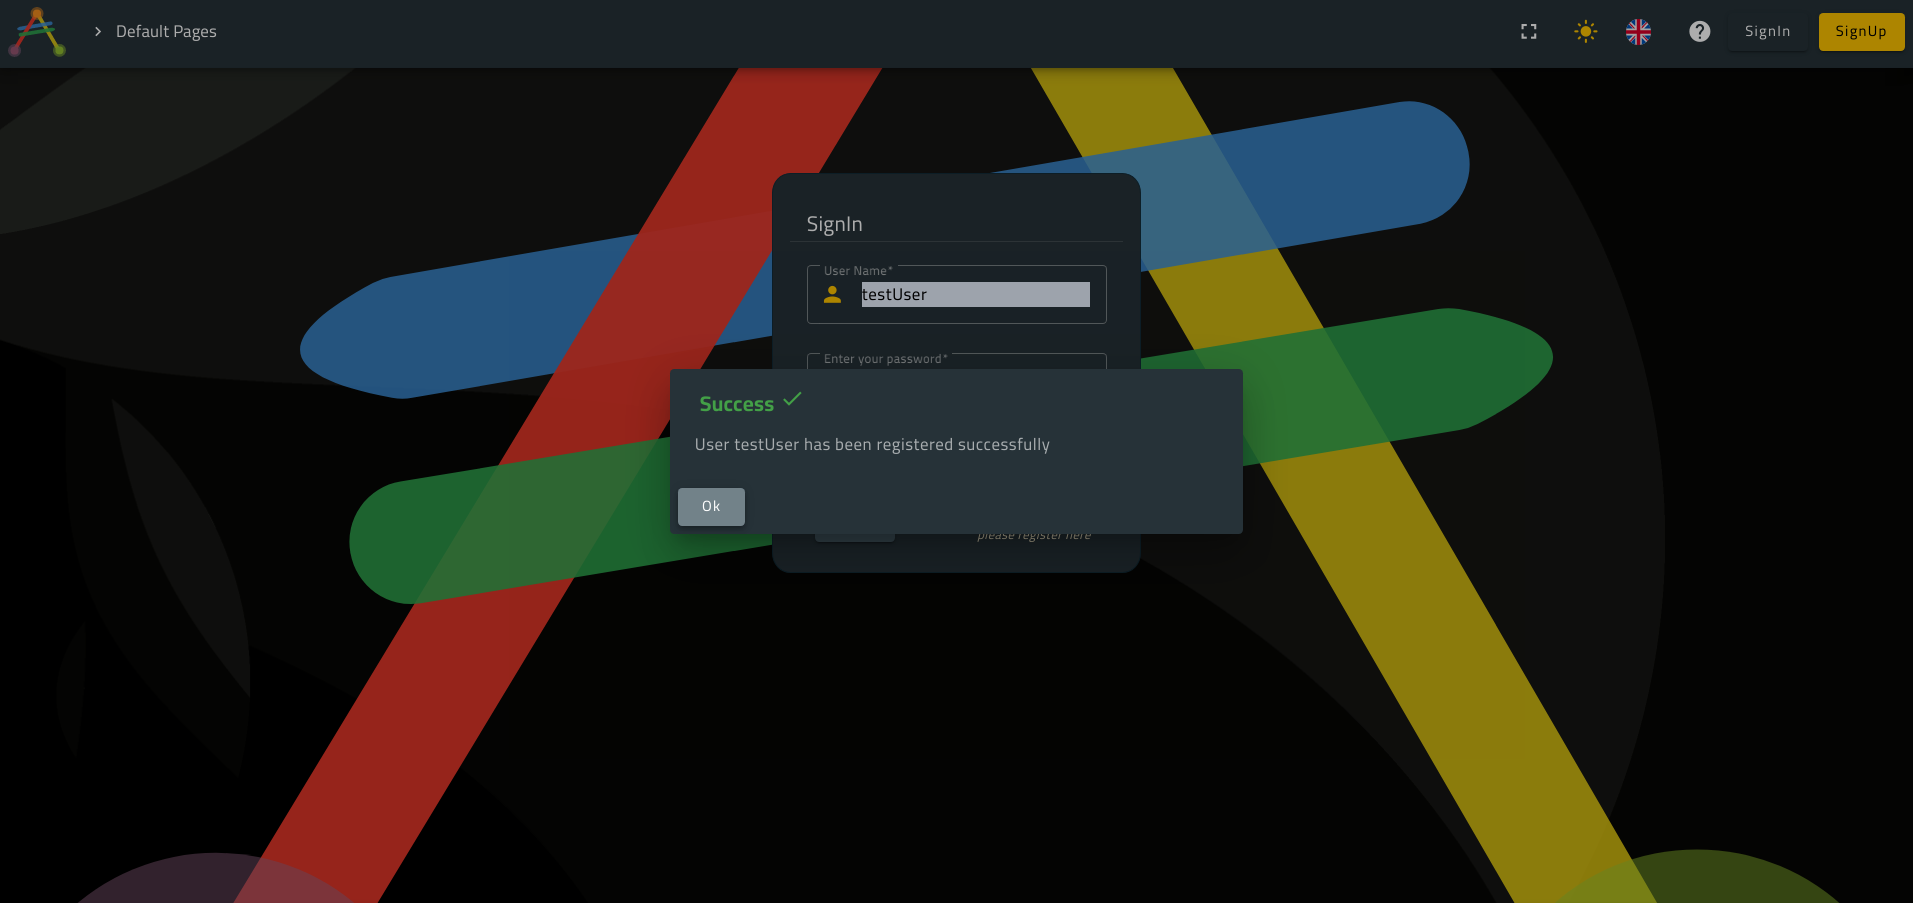 Default Pages
SignIn
SignUp
SignIn
User Name*
testUser
Enter your password*
Success
User testUser has been registered successfully
Ok
please register here